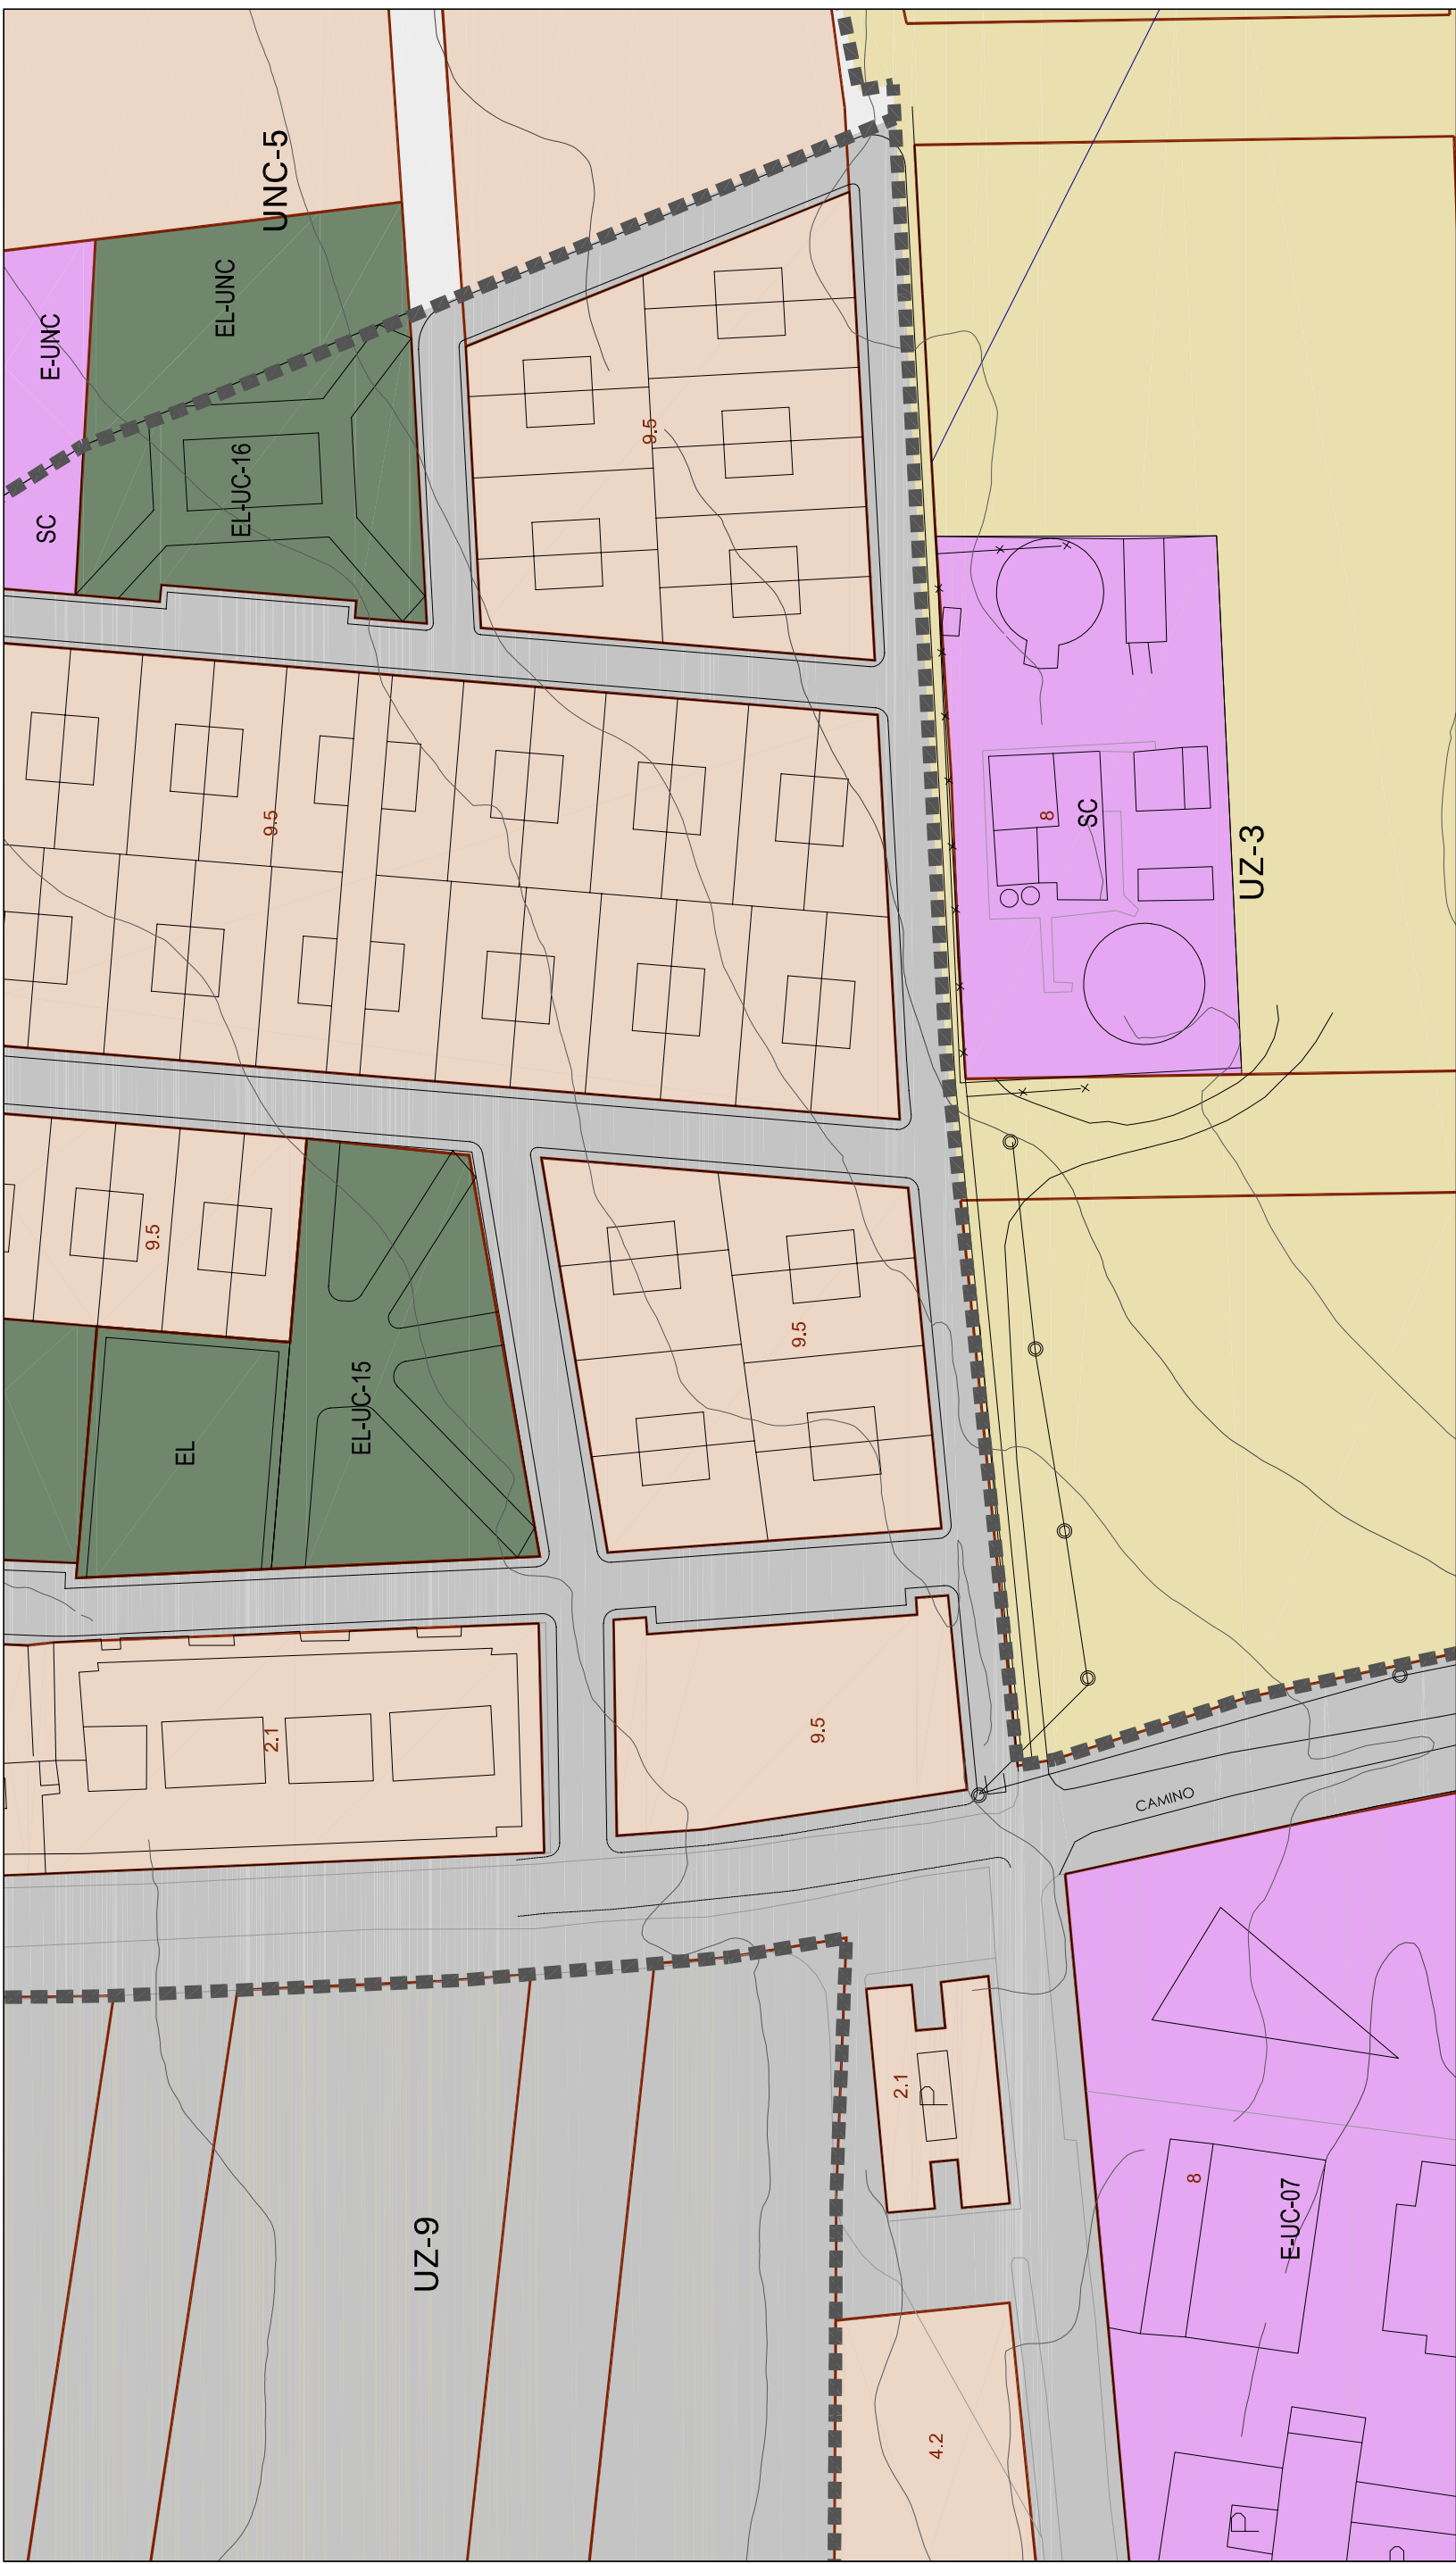 UNC-5
E-UNC
EL-UNC
SC
EL-UC-16
9.5
9.5
8
SC
UZ-3
9.5
EL
EL-UC-15
9.5
2.1
9.5
CAMINO
2.1
P
8
E-UC-07
UZ-9
4.2
P